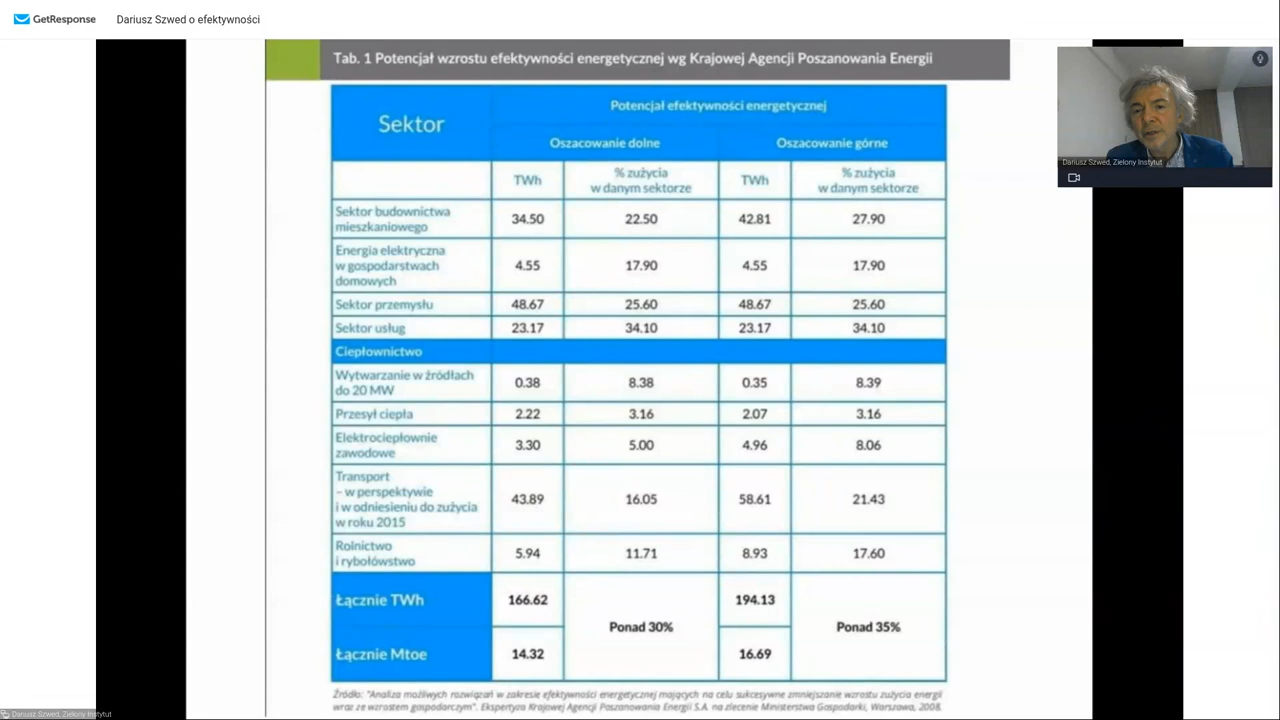 GetResponse Dariusz Szwed o efektywności
Tab. 1 Potencjał wzrostu efektywności energetycznej wg Krajowej Agencji Poszanowania Energii
Sektor
Potencjał efektywności energetycznej
Oszacowanie dolne Oszacowanie górne
TWh % zużycia w danym sektorze TWh % zużycia w danym sektorze
Sektor budownictwa mieszkaniowego 34.50 22.50 42.81 27.90
Energia elektryczna w gospodarstwach domowych 4.55 17.90 4.55 17.90
Sektor przemysłu 48.67 25.60 48.67 25.60
Sektor usług 23.17 34.10 23.17 34.10
Ciepłownictwo
Wytwarzanie w źródłach do 20 MW 0.38 8.38 0.35 8.39
Przesył ciepła 2.22 3.16 2.07 3.16
Elektrociepłownie zawodowe 3.30 5.00 4.96 8.06
Transport – w perspektywie i w odniesieniu do zużycia w roku 2015 43.89 16.05 58.61 21.43
Rolnictwo i rybołówstwo 5.94 11.71 8.93 17.60
Łącznie TWh 166.62 Ponad 30% 194.13 Ponad 35%
Łącznie Mtoe 14.32 16.69
Źródło: "Analiza możliwych rozwiązań w zakresie efektywności energetycznej mających na celu sukcesywne zmniejszanie wzrostu zużycia energii
wraz ze wzrostem gospodarczym". Ekspertyza Krajowej Agencji Poszanowania Energii S.A. na zlecenie Ministerstwa Gospodarki, Warszawa, 2008.
Dariusz Szwed, Zielony Instytut
Dariusz Szwed, Zielony Instytut